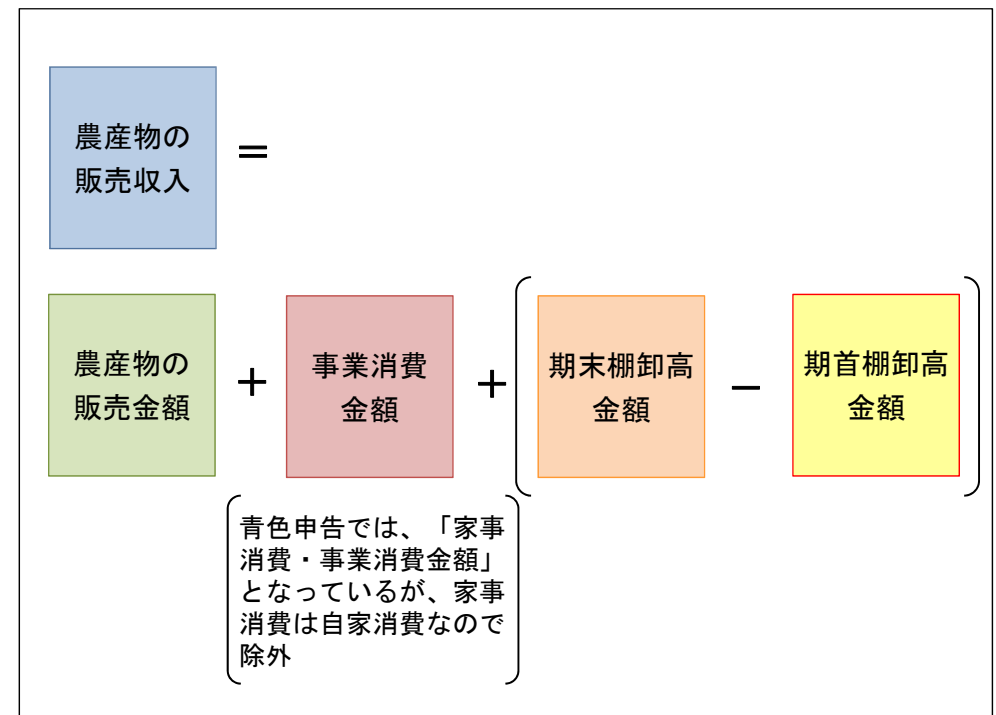 農産物の
販売収入
＝
農産物の
販売金額
＋
事業消費
金額
＋
期末棚卸高
金額
－
期首棚卸高
金額
青色申告では、「家事
消費・事業消費金額」
となっているが、家事
消費は自家消費なので
除外